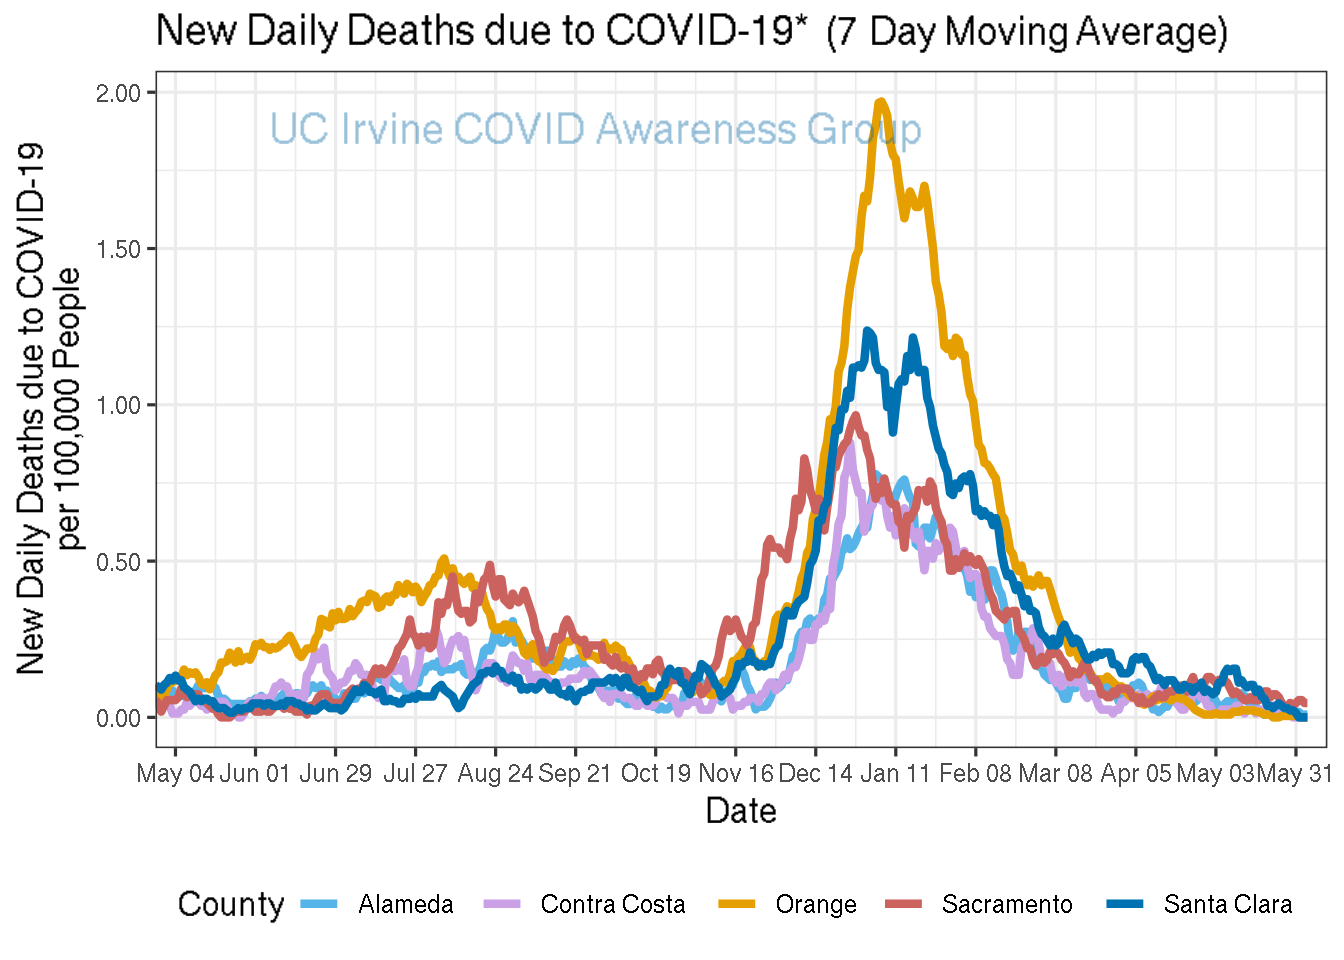 New Daily Deaths due to COVID-19* (7 Day Moving Average)
UC Irvine COVID Awareness Group
New Daily Deaths due to COVID-19
per 100,000 People
2.00
1.50
1.00
0.50
0.00
May 04 Jun 01 Jun 29 Jul 27 Aug 24 Sep 21 Oct 19 Nov 16 Dec 14 Jan 11 Feb 08 Mar 08 Apr 05 May 03 May 31
Date
County Alameda Contra Costa Orange Sacramento Santa Clara